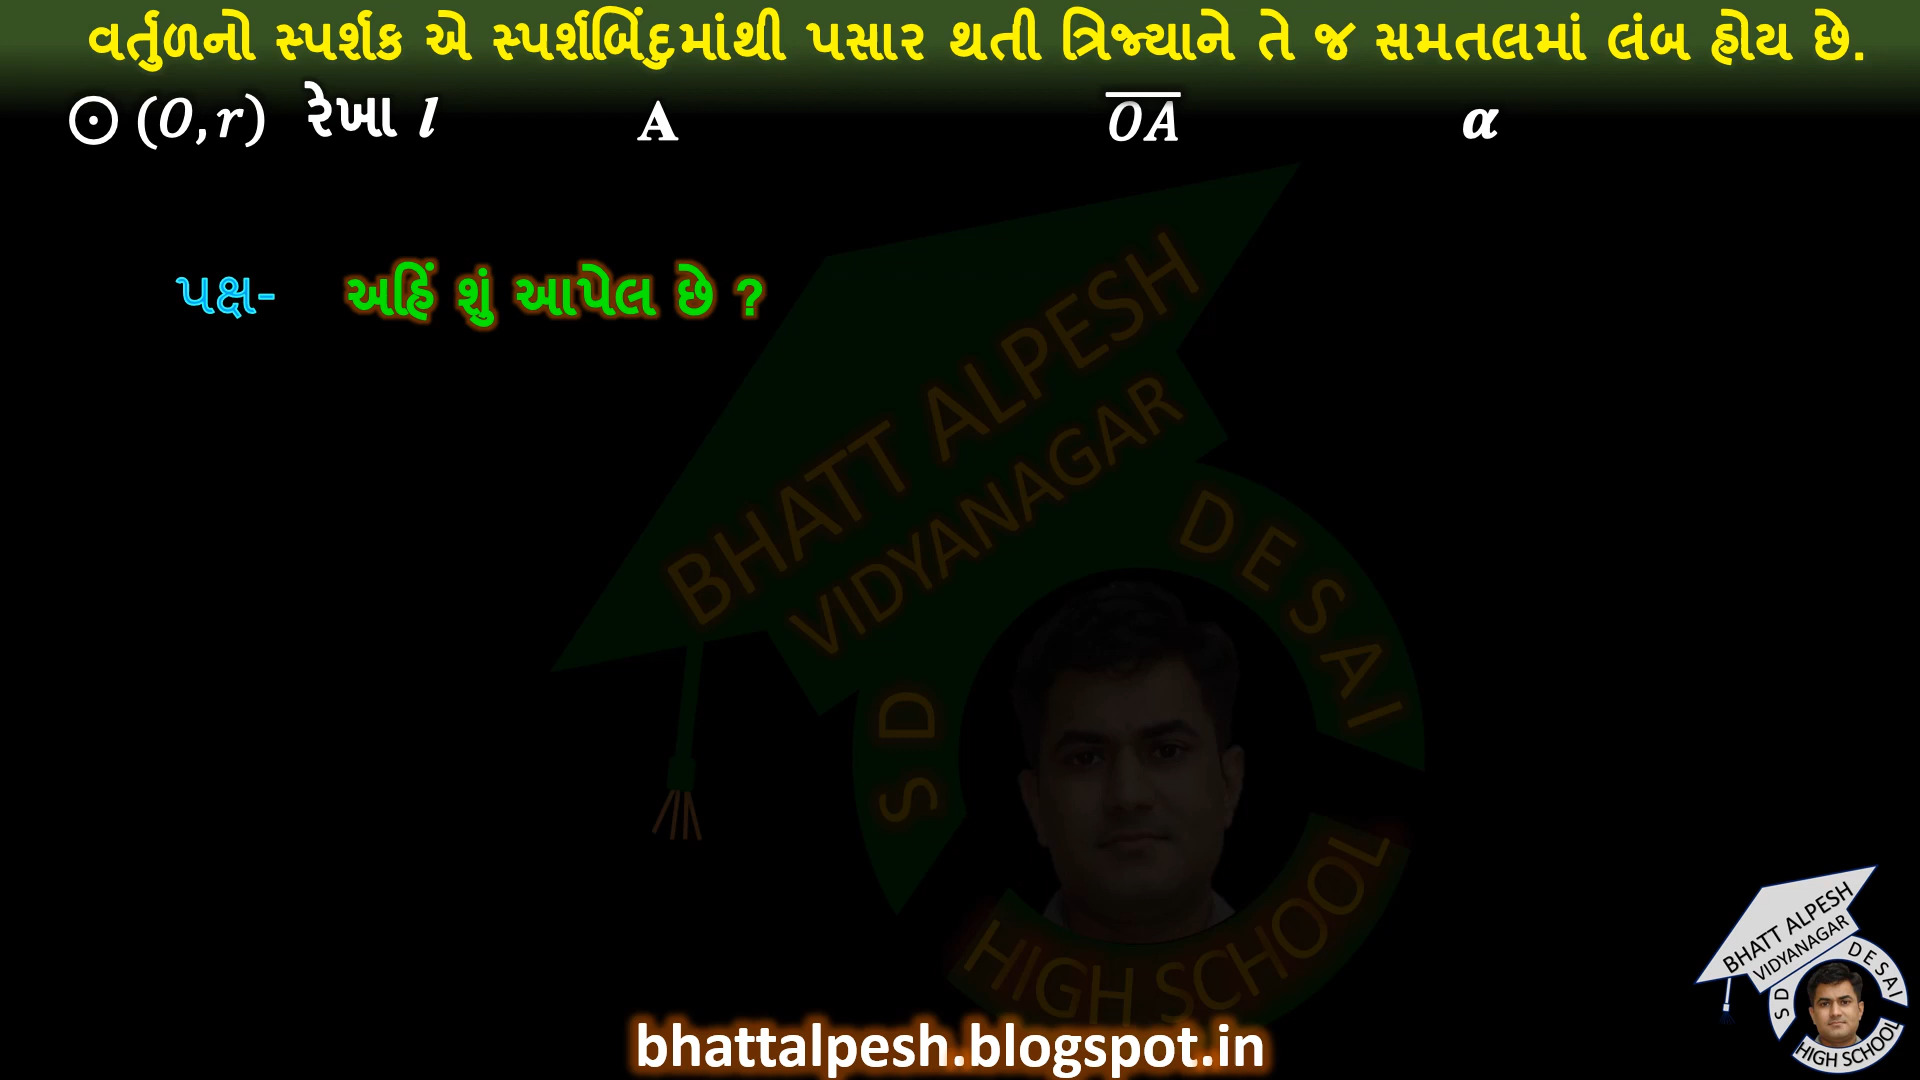 વર્તુળનો સ્પર્શક એ સ્પર્શબિંદુમાંથી પસાર થતી ત્રિજ્યાને તે જ સમતલમાં લંબ હોય છે.
⊙ (O,r) રેખા l A O̅A̅ α
પક્ષ- અહિં શું આપેલ છે ?
BHATT ALPESH
VIDYANAGAR
S D DESAI
HIGH SCHOOL
BHATT ALPESH
VIDYANAGAR
S D DESAI
HIGH SCHOOL
bhattalpesh.blogspot.in